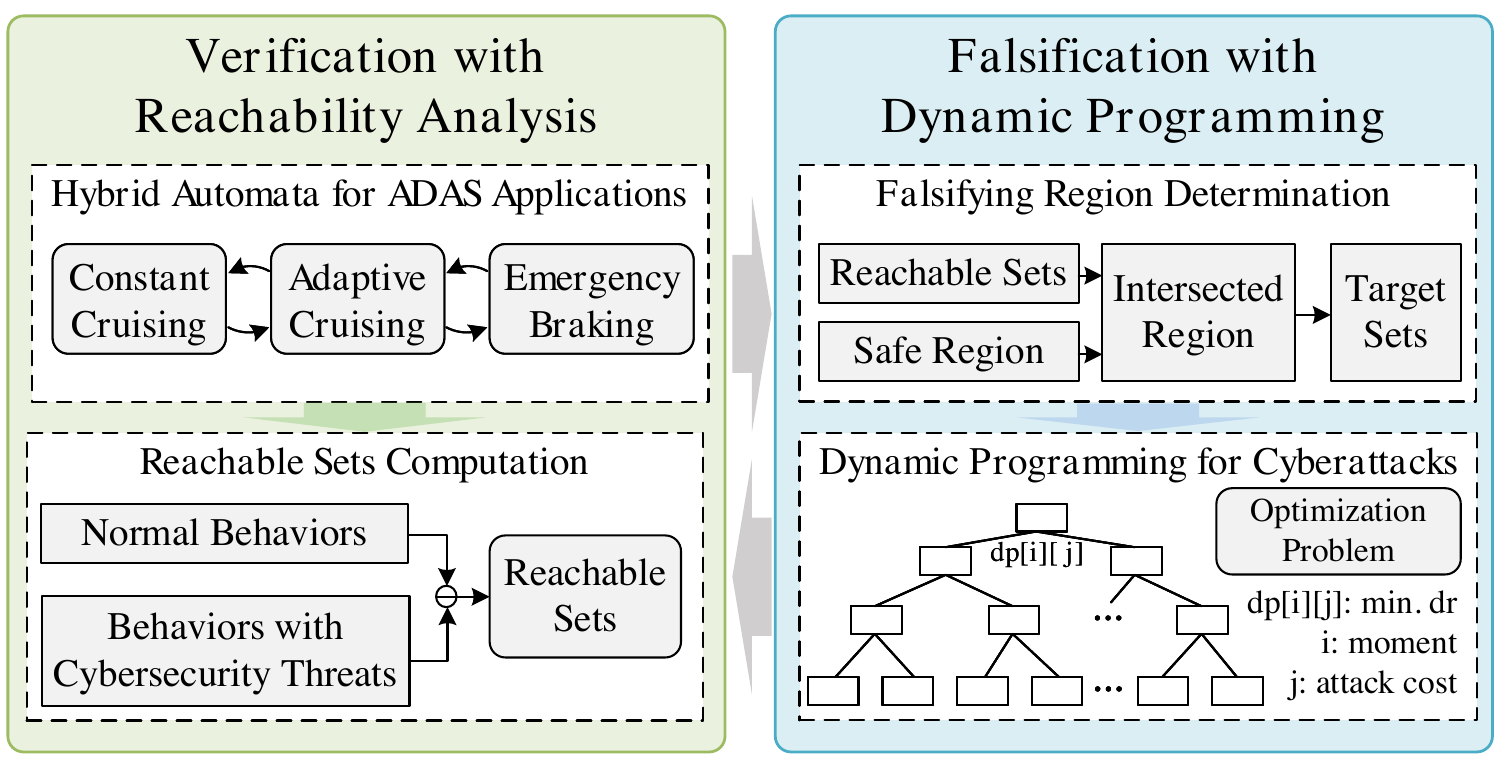 Verification with
Reachability Analysis
Hybrid Automata for ADAS Applications
Constant
Cruising
Adaptive
Cruising
Emergency
Braking
Reachable Sets Computation
Normal Behaviors
Behaviors with
Cybersecurity Threats
Reachable
Sets
Falsification with
Dynamic Programming
Falsifying Region Determination
Reachable Sets
Safe Region
Intersected
Region
Target
Sets
Dynamic Programming for Cyberattacks
Optimization
Problem
dp[i][ j]
...
...
dp[i][j]: min. dr
i: moment
j: attack cost